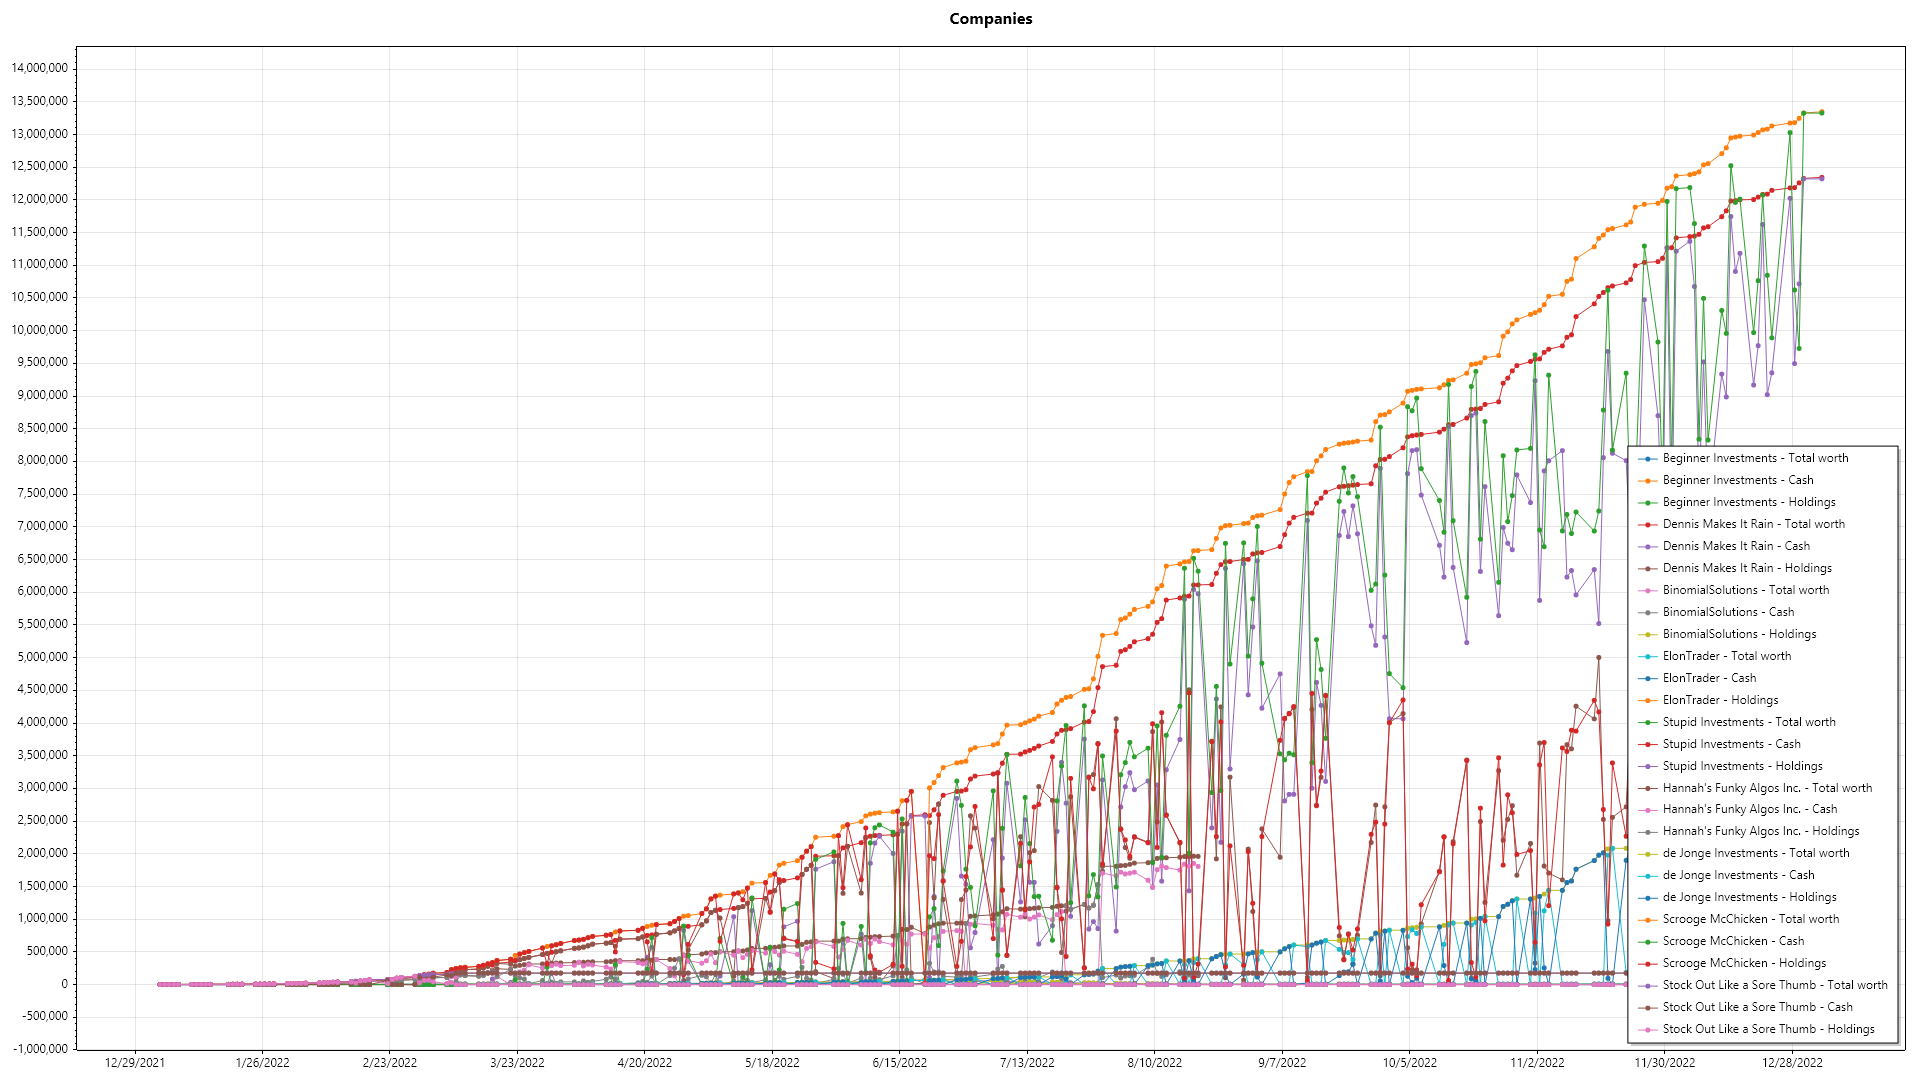 Companies
14,000,000
13,500,000
13,000,000
12,500,000
12,000,000
11,500,000
11,000,000
10,500,000
10,000,000
9,500,000
9,000,000
8,500,000
8,000,000
7,500,000
7,000,000
6,500,000
6,000,000
5,500,000
5,000,000
4,500,000
4,000,000
3,500,000
3,000,000
2,500,000
2,000,000
1,500,000
1,000,000
500,000
0
-500,000
-1,000,000
Beginner Investments - Total worth
Beginner Investments - Cash
Beginner Investments - Holdings
Dennis Makes It Rain - Total worth
Dennis Makes It Rain - Cash
Dennis Makes It Rain - Holdings
BinomialSolutions - Total worth
BinomialSolutions - Cash
BinomialSolutions - Holdings
ElonTrader - Total worth
ElonTrader - Cash
ElonTrader - Holdings
Stupid Investments - Total worth
Stupid Investments - Cash
Stupid Investments - Holdings
Hannah's Funky Algos Inc. - Total worth
Hannah's Funky Algos Inc. - Cash
Hannah's Funky Algos Inc. - Holdings
de Jonge Investments - Total worth
de Jonge Investments - Cash
de Jonge Investments - Holdings
Scrooge McChicken - Total worth
Scrooge McChicken - Cash
Scrooge McChicken - Holdings
Stock Out Like a Sore Thumb - Total worth
Stock Out Like a Sore Thumb - Cash
Stock Out Like a Sore Thumb - Holdings
12/29/2021 1/26/2022 2/23/2022 3/23/2022 4/20/2022 5/18/2022 6/15/2022 7/13/2022 8/10/2022 9/7/2022 10/5/2022 11/2/2022 11/30/2022 12/28/2022